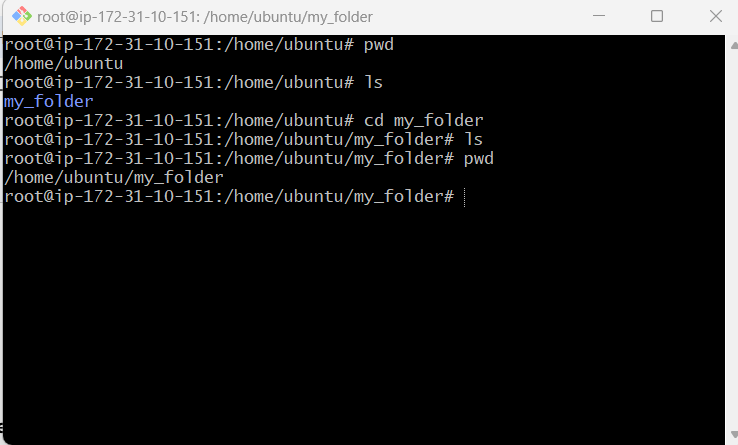 root@ip-172-31-10-151: /home/ubuntu/my_folder
root@ip-172-31-10-151:/home/ubuntu# pwd
/home/ubuntu
root@ip-172-31-10-151:/home/ubuntu# ls
my_folder
root@ip-172-31-10-151:/home/ubuntu# cd my_folder
root@ip-172-31-10-151:/home/ubuntu/my_folder# ls
root@ip-172-31-10-151:/home/ubuntu/my_folder# pwd
/home/ubuntu/my_folder
root@ip-172-31-10-151:/home/ubuntu/my_folder#